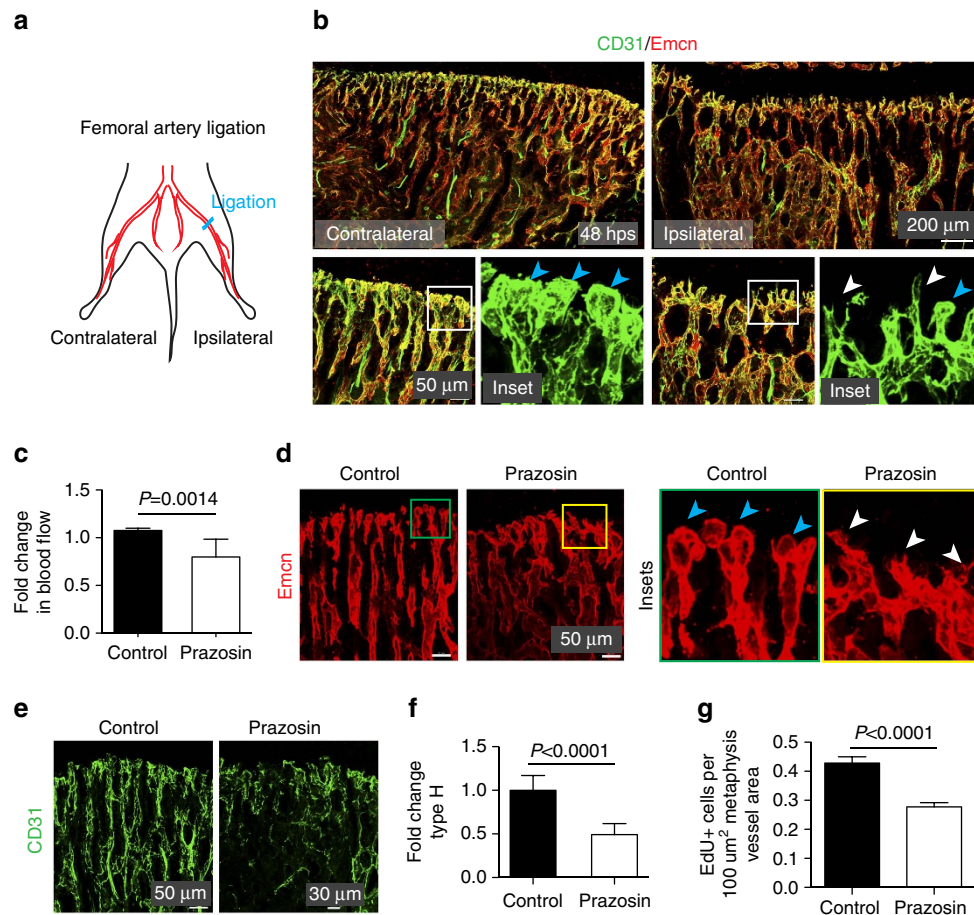 a
Femoral artery ligation
Ligation
Contralateral
Ipsilateral
b
CD31/Emcn
Contralateral
48 hps
Ipsilateral
200 μm
50 μm
Inset
Inset
c
Fold change
in blood flow
1.5
1.0
0.5
0.0
P=0.0014
Control
Prazosin
d
Control
Prazosin
Control
Prazosin
Emcn
50 μm
Insets
e
Control
Prazosin
CD31
50 μm
30 μm
f
Fold change
type H
1.5
1.0
0.5
0.0
P<0.0001
Control
Prazosin
g
EdU+ cells per
100 um² metaphysis
vessel area
0.5
0.4
0.3
0.2
0.1
0.0
P<0.0001
Control
Prazosin